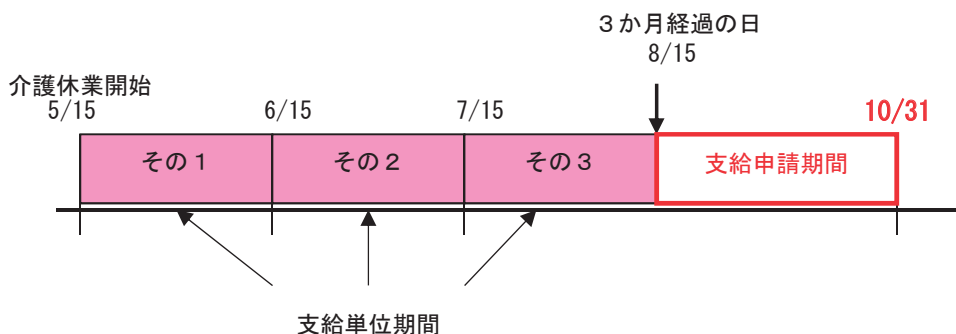 ３か月経過の日
8/15
介護休業開始
5/15
6/15
7/15
10/31
その１
その２
その３
支給申請期間
支給単位期間